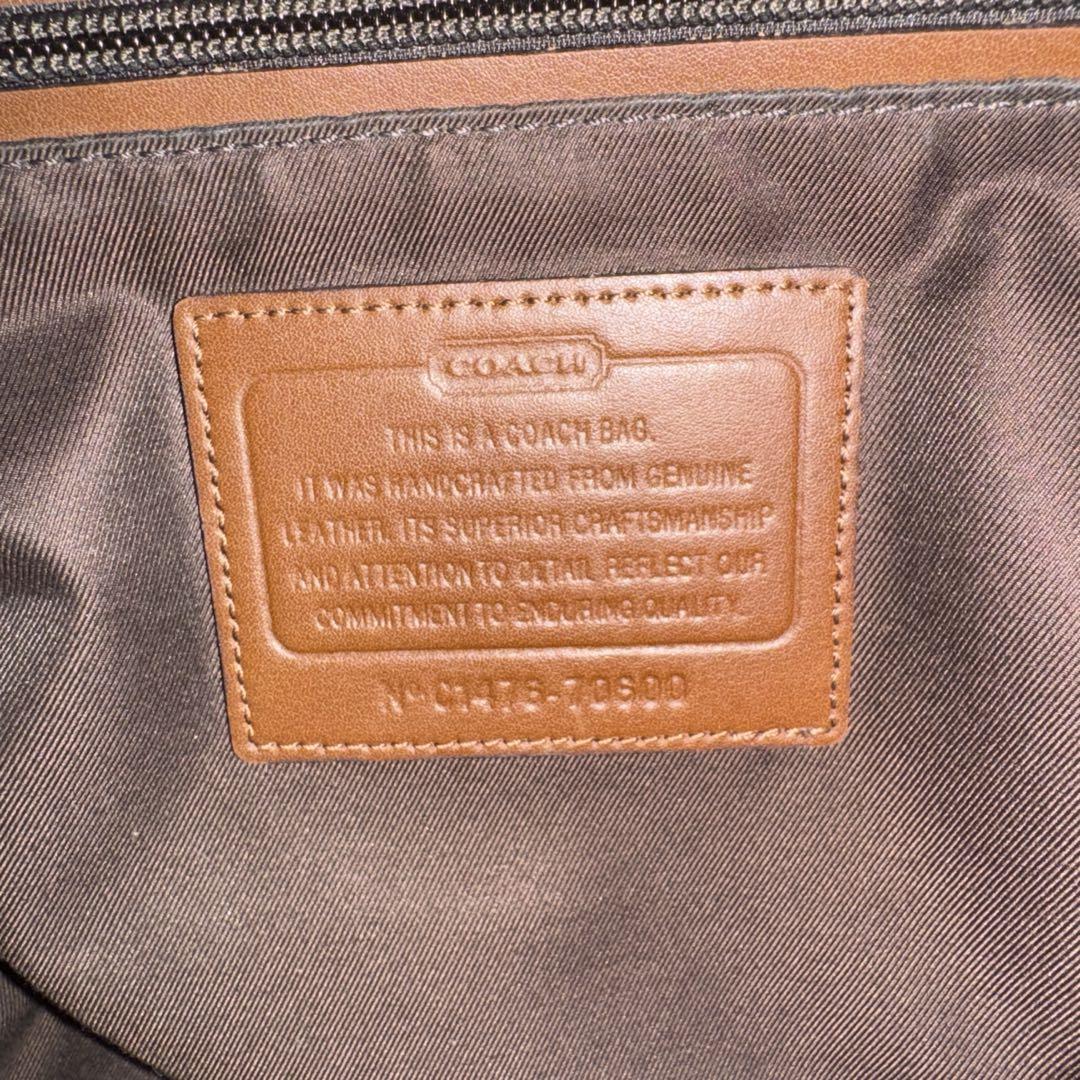 COACH
THIS IS A COACH BAG.
IT WAS HANDCRAFTED FROM GENUINE
LEATHER. ITS SUPERIOR CRAFTSMANSHIP
AND ATTENTION TO DETAIL REFLECT OUR
COMMITMENT TO ENDURING QUALITY.